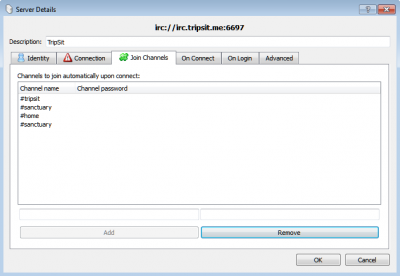 Server Details
irc://irc.tripsit.me:6697
Description: TripSit
Identity Connection Join Channels On Connect On Login Advanced
Channels to join automatically upon connect:
Channel name Channel password
#tripsit
#sanctuary
#home
#sanctuary
Add Remove
OK Cancel